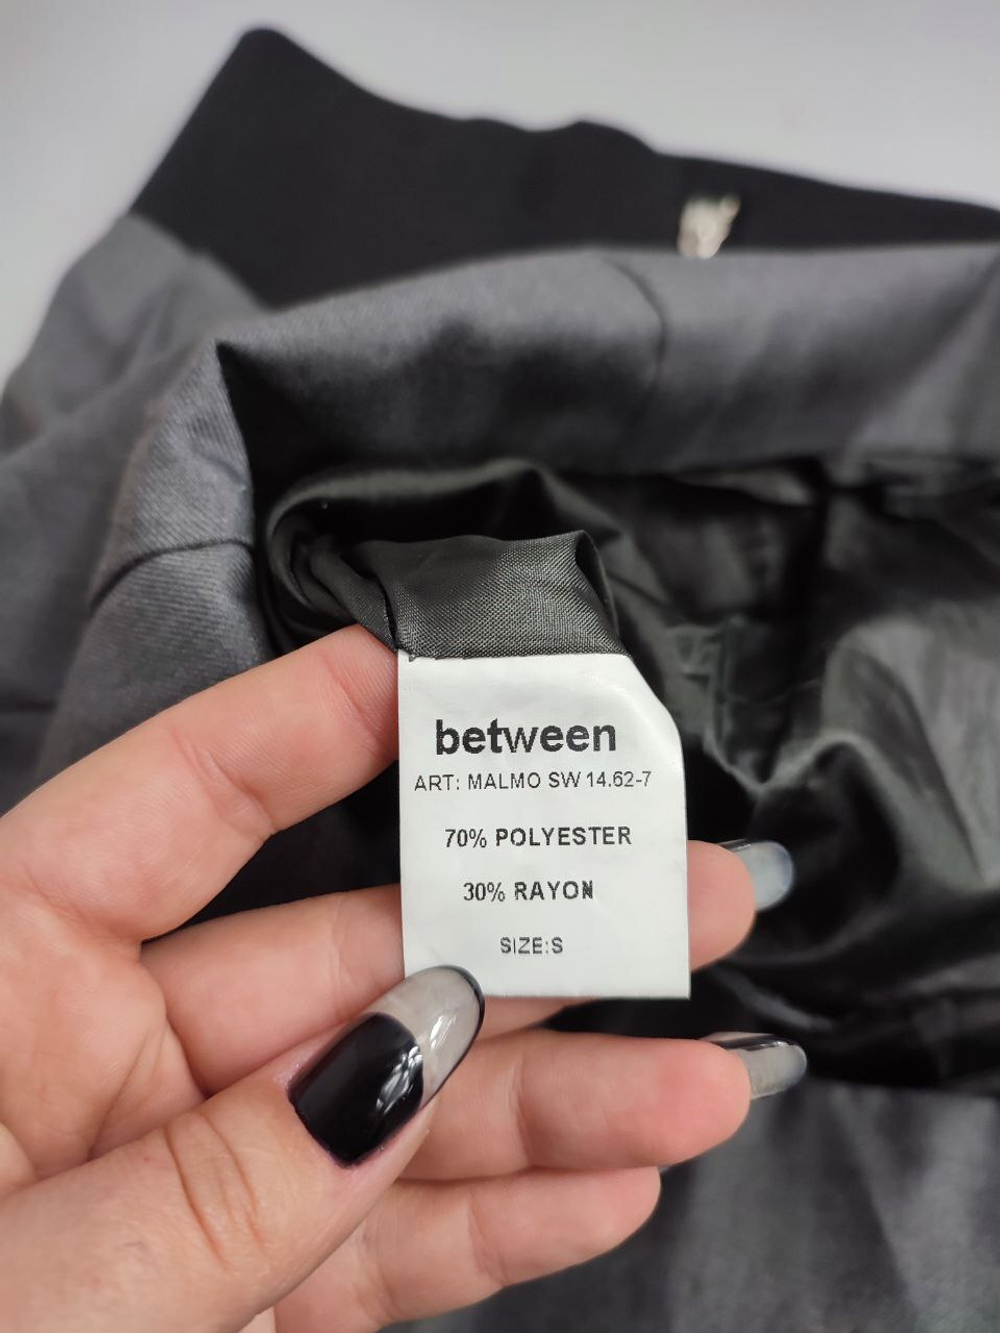 between
ART: MALMO SW 14.62-7
70% POLYESTER
30% RAYON
SIZE:S